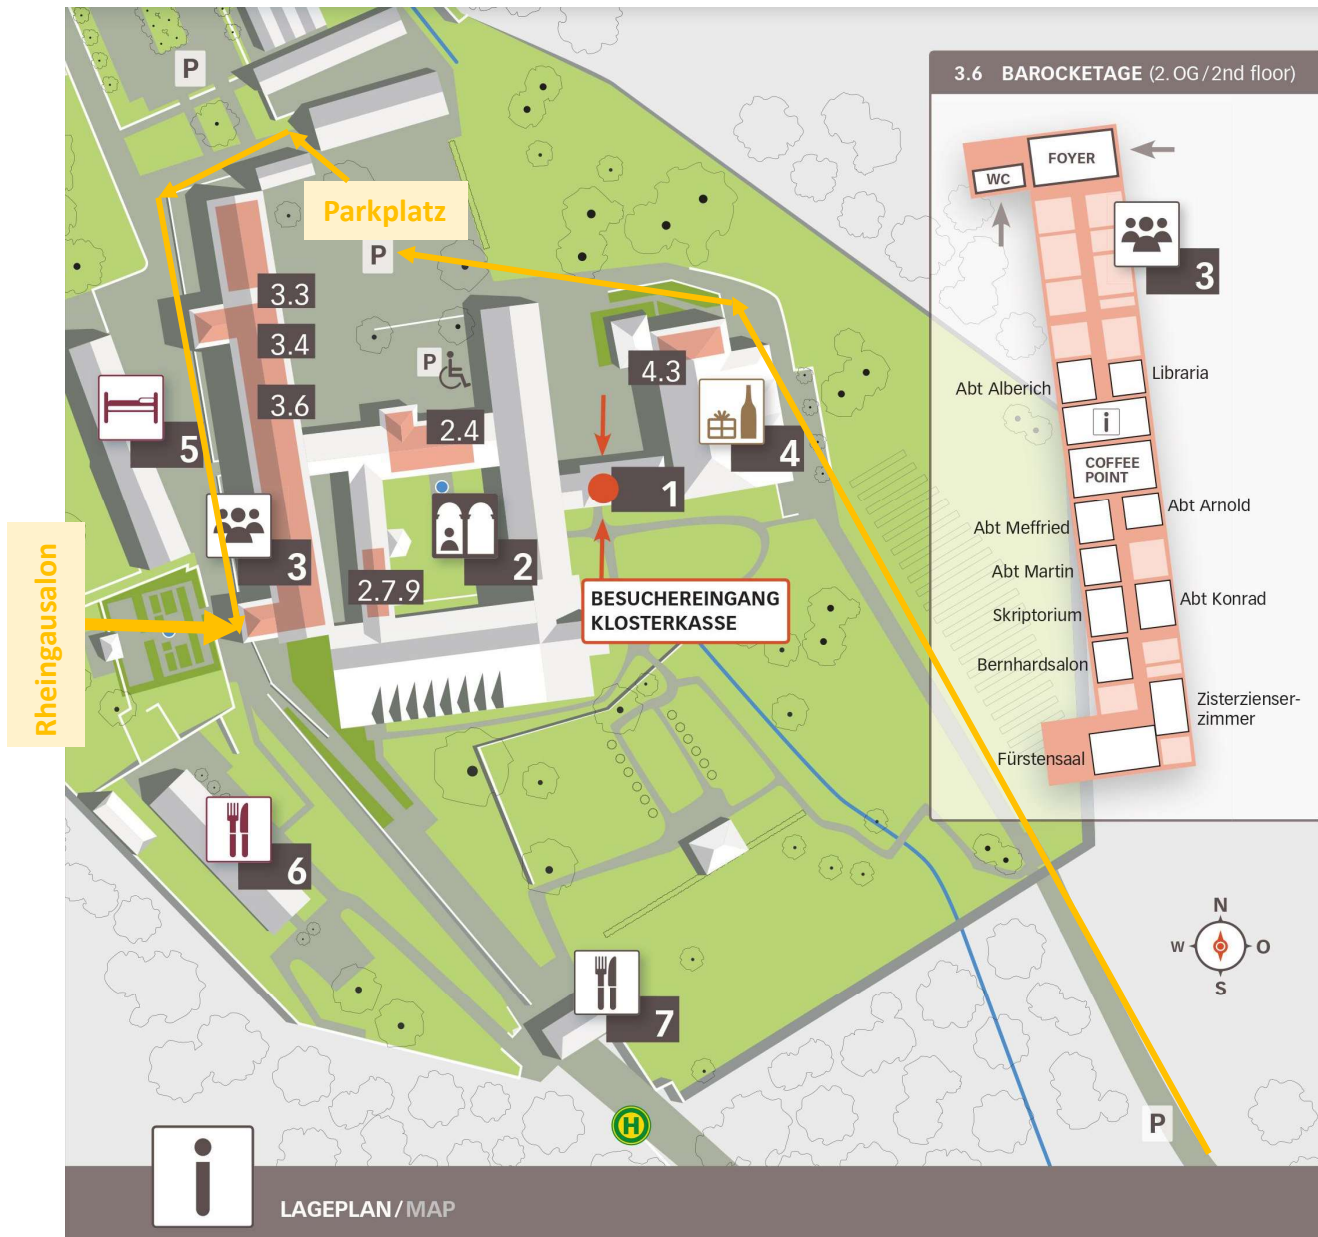 3.6 BAROCKETAGE (2. OG / 2nd floor)
P
FOYER
WC
Parkplatz
P
3
3.3
3.4
P
4.3
Abt Alberich
Libraria
3.6
2.4
i
5
4
COFFEE
POINT
1
Abt Meffried
Abt Arnold
3
2
Abt Martin
2.7.9
BESUCHEREINGANG
KLOSTERKASSE
Skriptorium
Abt Konrad
Rheingausalon
Bernhardsalon
Zisterzienser-
zimmer
Fürstensaal
6
N
W
O
S
7
H
P
i
LAGEPLAN / MAP